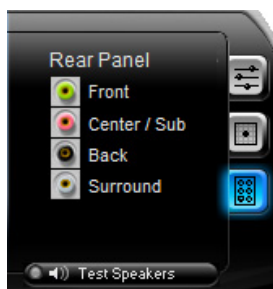 Rear Panel
Front
Center / Sub
Back
Surround
Test Speakers